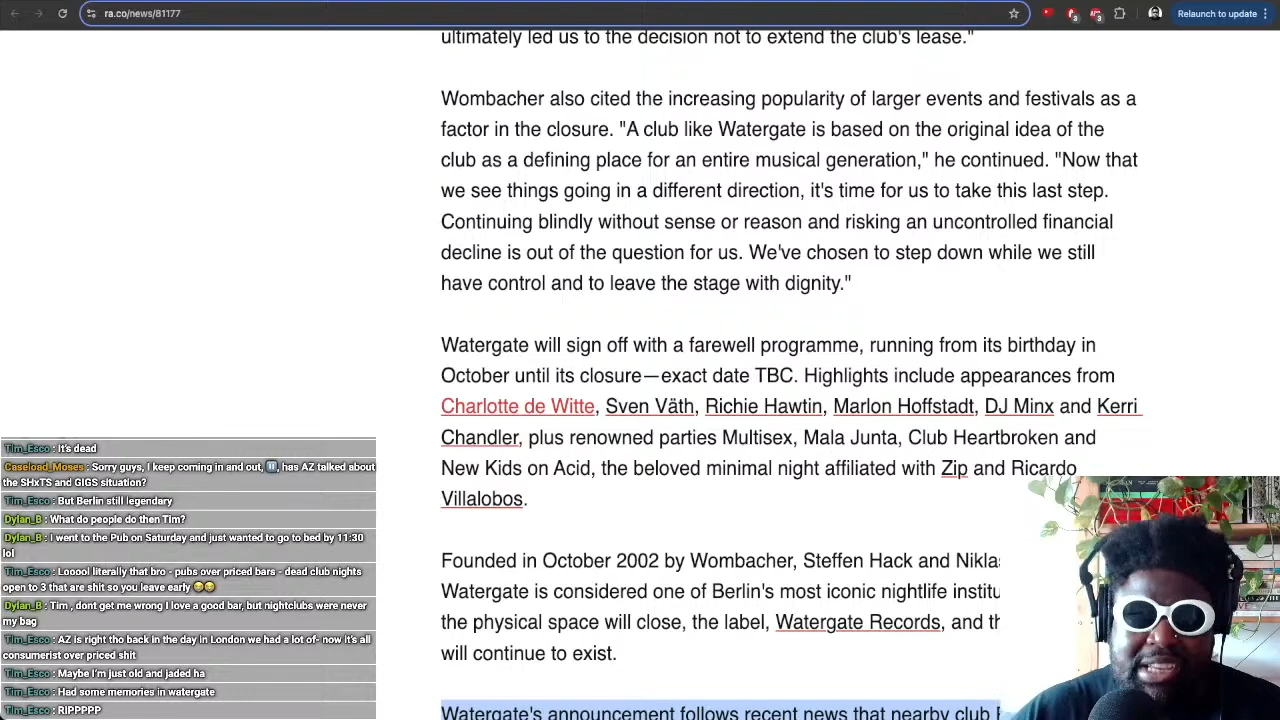 ra.co/news/81177
Relaunch to update
ultimately led us to the decision not to extend the club's lease."
Wombacher also cited the increasing popularity of larger events and festivals as a
factor in the closure. "A club like Watergate is based on the original idea of the
club as a defining place for an entire musical generation," he continued. "Now that
we see things going in a different direction, it's time for us to take this last step.
Continuing blindly without sense or reason and risking an uncontrolled financial
decline is out of the question for us. We've chosen to step down while we still
have control and to leave the stage with dignity."
Watergate will sign off with a farewell programme, running from its birthday in
October until its closure—exact date TBC. Highlights include appearances from
Charlotte de Witte, Sven Väth, Richie Hawtin, Marlon Hoffstadt, DJ Minx and Kerri
Chandler, plus renowned parties Multisex, Mala Junta, Club Heartbroken and
New Kids on Acid, the beloved minimal night affiliated with Zip and Ricardo
Villalobos.
Founded in October 2002 by Wombacher, Steffen Hack and Nikla
Watergate is considered one of Berlin's most iconic nightlife institu
the physical space will close, the label, Watergate Records, and th
will continue to exist.
Watergate's announcement follows recent news that nearby club
Tim_Esco : It's dead
Caseload_Moses : Sorry guys, I keep coming in and out, has AZ talked about
the SHxTS and GIGS situation?
Tim_Esco : But Berlin still legendary
Dylan_B : What do people do then Tim?
Dylan_B : I went to the Pub on Saturday and just wanted to go to bed by 11:30
lol
Tim_Esco : Looool literally that bro - pubs over priced bars - dead club nights
open to 3 that are shit so you leave early 😂😂
Dylan_B : Tim , dont get me wrong I love a good bar, but nightclubs were never
my bag
Tim_Esco : AZ is right tho back in the day in London we had a lot of- now it's all
consumerist over priced shit
Tim_Esco : Maybe I'm just old and jaded ha
Tim_Esco : Had some memories in watergate
Tim_Esco : RIPPPPP